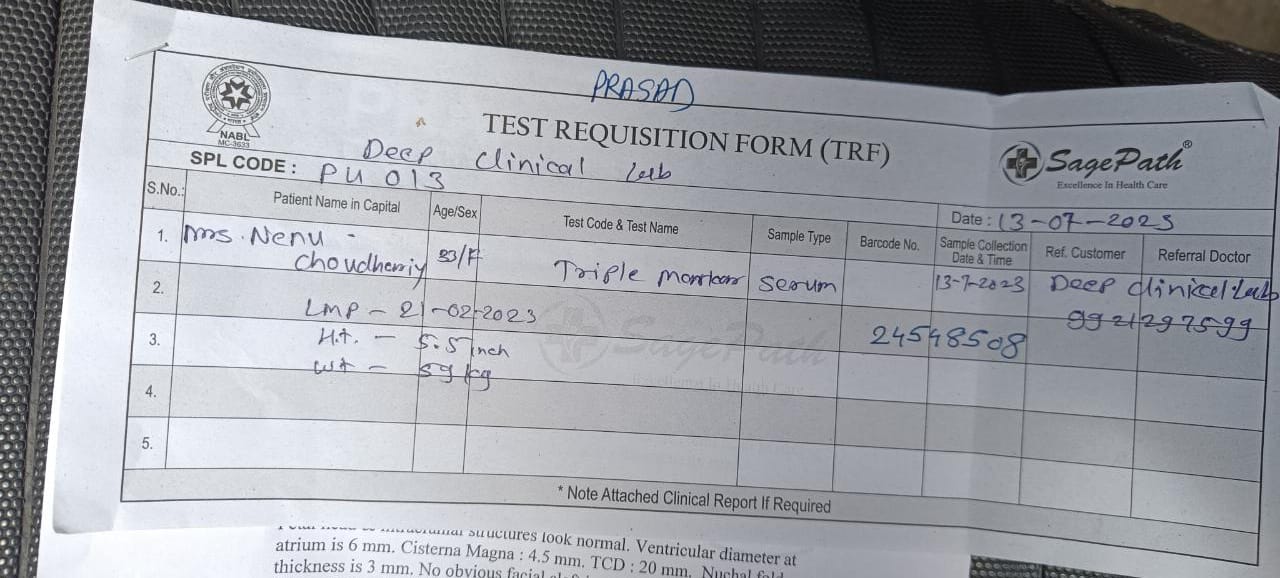 PRASAD
NABL
MC-3633
TEST REQUISITION FORM (TRF)
SagePath®
Excellence In Health Care
Deep Clinical Lab
SPL CODE : PU 013
Date : 13-07-2023
S.No.: Patient Name in Capital Age/Sex Test Code & Test Name Sample Type Barcode No. Sample Collection Date & Time Ref. Customer Referral Doctor
1. Mrs. Nenu - Choudherriy 33/F Triple Marker Serum 13-7-2023 Deep Clinical Lab
2. LMP - 21-02-2023 9921297599
3. Ht. - 5.5 inch 24548508
wt - 59 kg
4.
5.
SagePath
* Note Attached Clinical Report If Required
structures look normal. Ventricular diameter at
atrium is 6 mm. Cisterna Magna : 4.5 mm. TCD : 20 mm. Nuchal fold
thickness is 3 mm. No obvious facial